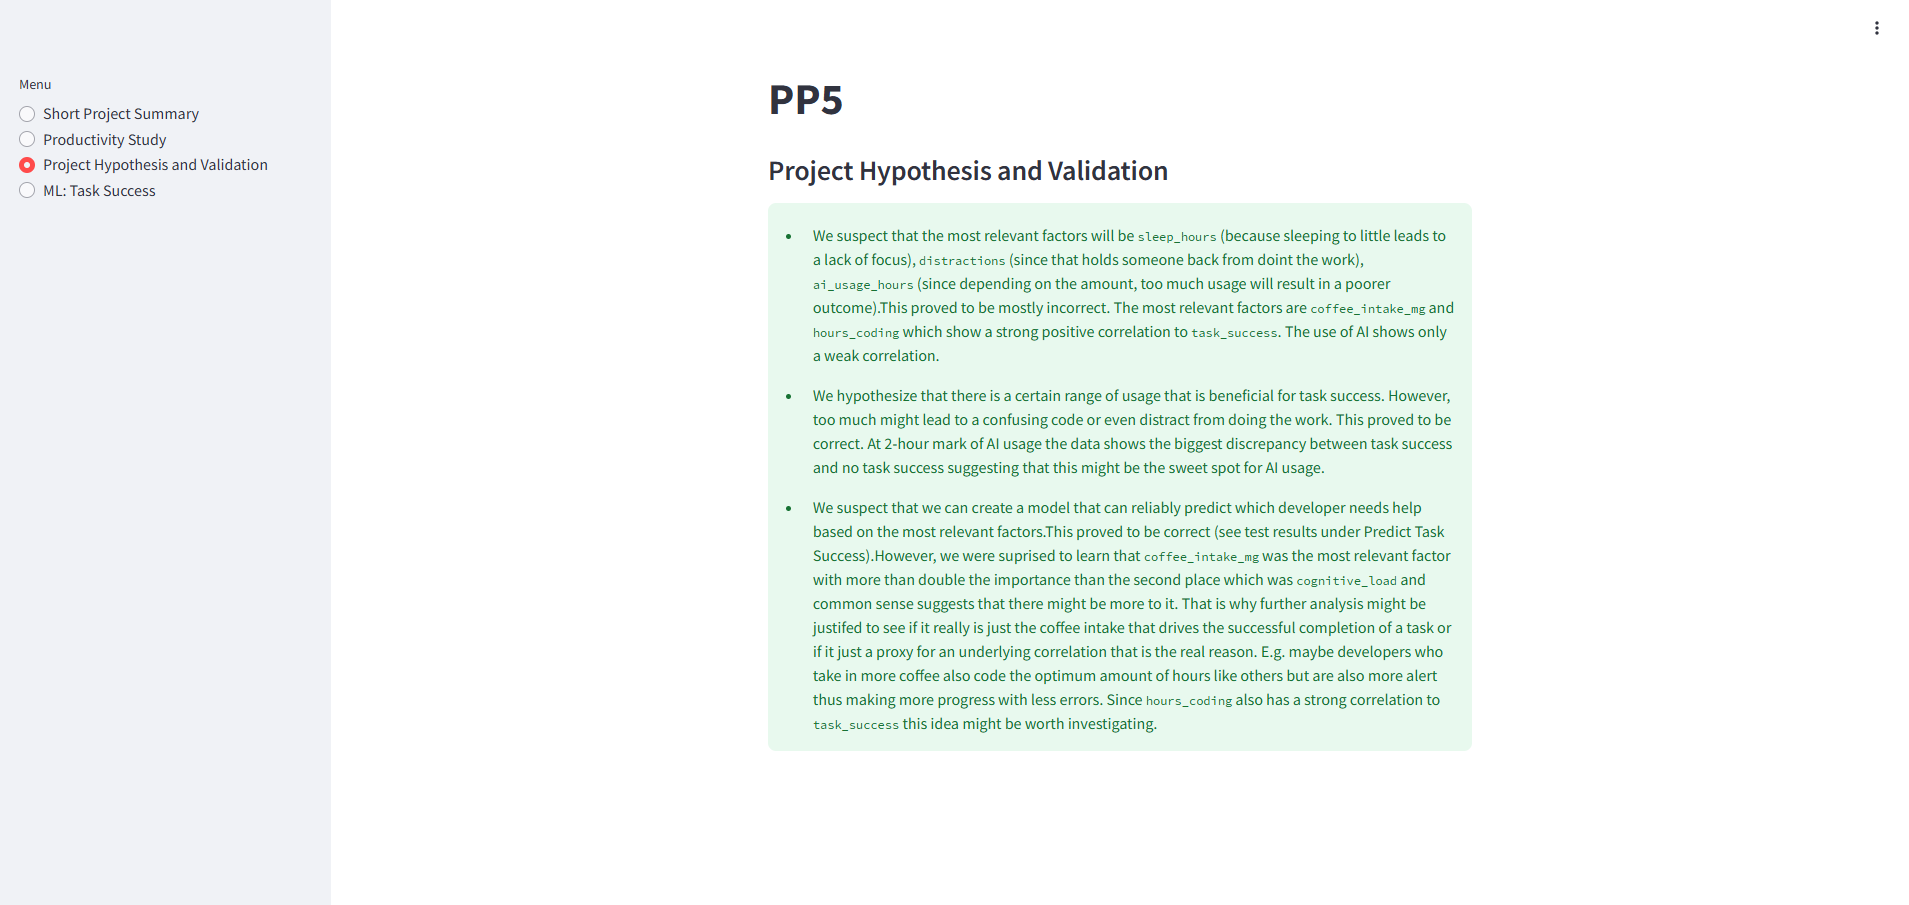 Menu
Short Project Summary
Productivity Study
Project Hypothesis and Validation
ML: Task Success
PP5
Project Hypothesis and Validation
We suspect that the most relevant factors will be sleep_hours (because sleeping to little leads to
a lack of focus), distractions (since that holds someone back from doint the work),
ai_usage_hours (since depending on the amount, too much usage will result in a poorer
outcome).This proved to be mostly incorrect. The most relevant factors are coffee_intake_mg and
hours_coding which show a strong positive correlation to task_success. The use of AI shows only
a weak correlation.
We hypothesize that there is a certain range of usage that is beneficial for task success. However,
too much might lead to a confusing code or even distract from doing the work. This proved to be
correct. At 2-hour mark of AI usage the data shows the biggest discrepancy between task success
and no task success suggesting that this might be the sweet spot for AI usage.
We suspect that we can create a model that can reliably predict which developer needs help
based on the most relevant factors.This proved to be correct (see test results under Predict Task
Success).However, we were suprised to learn that coffee_intake_mg was the most relevant factor
with more than double the importance than the second place which was cognitive_load and
common sense suggests that there might be more to it. That is why further analysis might be
justifed to see if it really is just the coffee intake that drives the successful completion of a task or
if it just a proxy for an underlying correlation that is the real reason. E.g. maybe developers who
take in more coffee also code the optimum amount of hours like others but are also more alert
thus making more progress with less errors. Since hours_coding also has a strong correlation to
task_success this idea might be worth investigating.